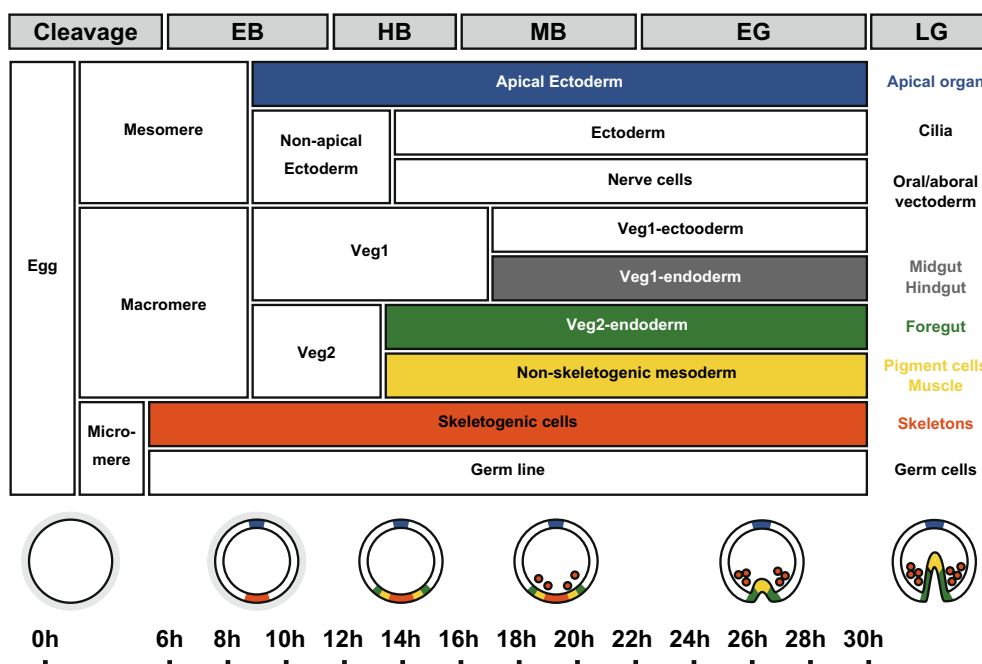 Cleavage EB HB MB EG LG
Apical Ectoderm
Apical organ
Mesomere
Non-apical
Ectoderm
Ectoderm
Cilia
Nerve cells
Oral/aboral
vectoderm
Egg
Macromere
Veg1
Veg1-ectooderm
Veg1-endoderm
Midgut
Hindgut
Veg2
Veg2-endoderm
Foregut
Non-skeletogenic mesoderm
Pigment cells
Muscle
Micro-
mere
Skeletogenic cells
Skeletons
Germ line
Germ cells
0h 6h 8h 10h 12h 14h 16h 18h 20h 22h 24h 26h 28h 30h